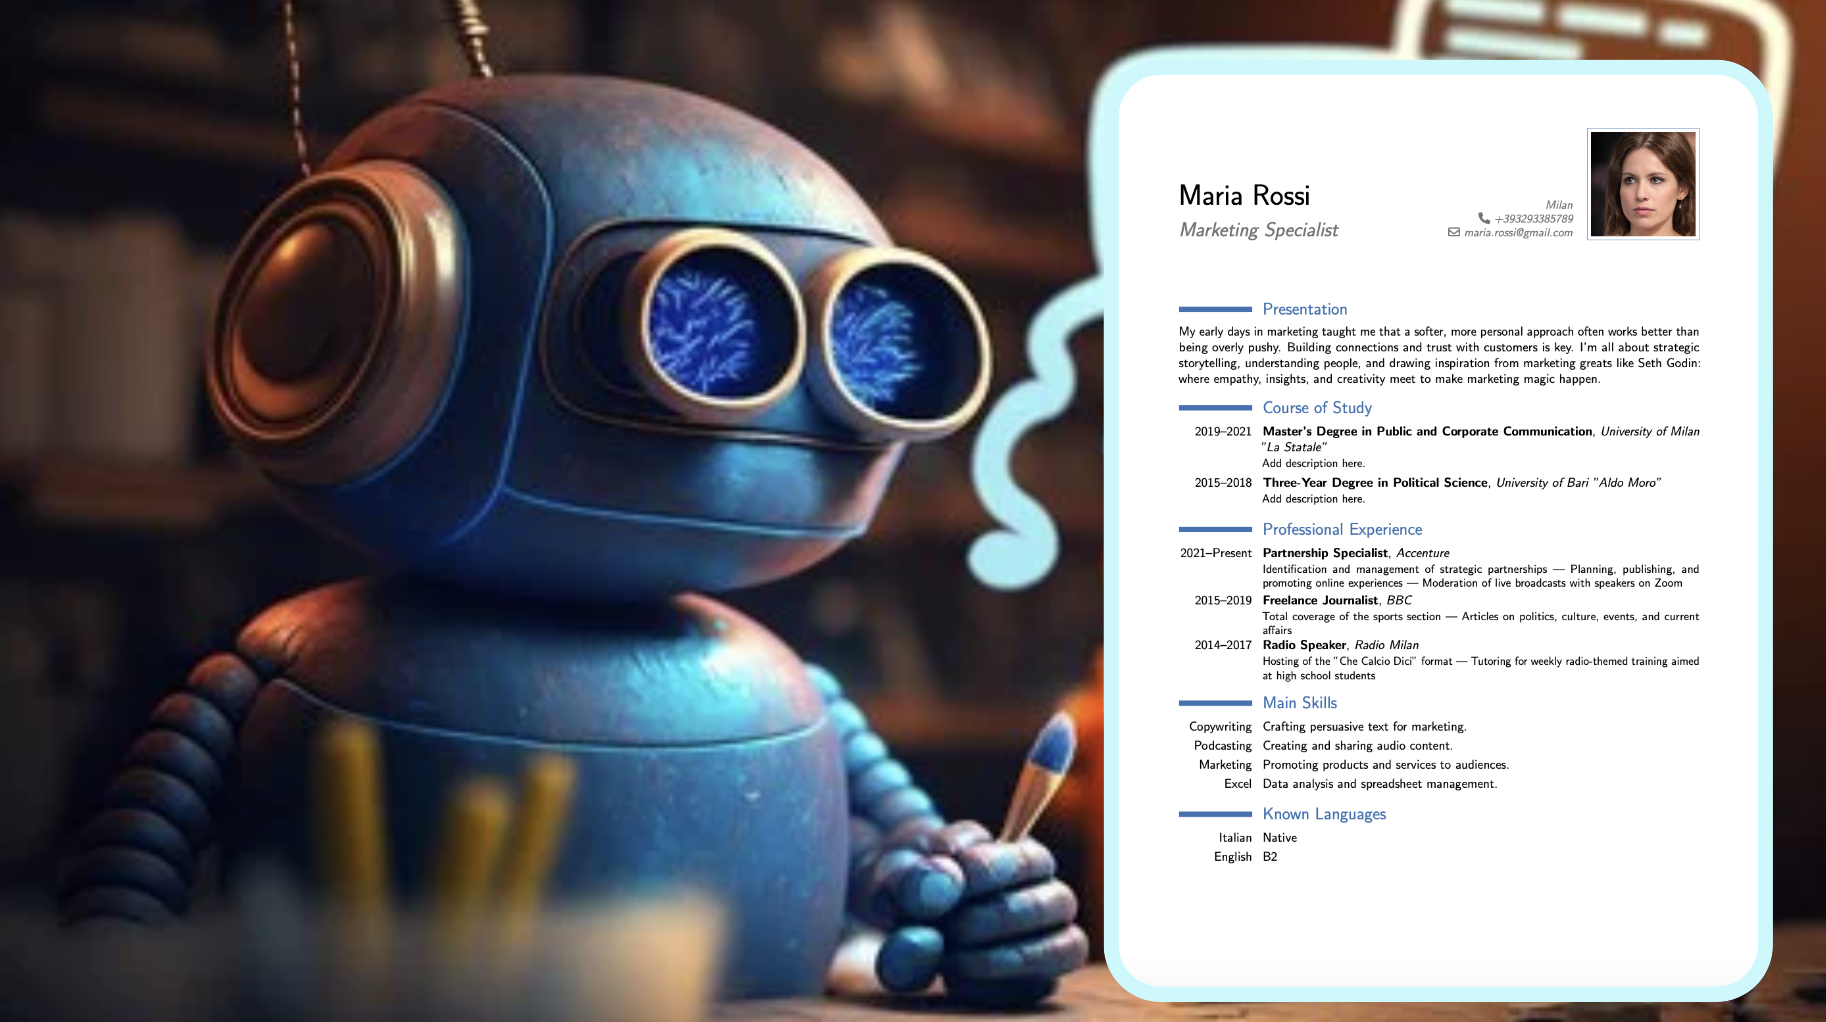 Maria Rossi
Marketing Specialist
Milan
+393293385789
maria.rossi@gmail.com
Presentation
My early days in marketing taught me that a softer, more personal approach often works better than
being overly pushy. Building connections and trust with customers is key. I'm all about strategic
storytelling, understanding people, and drawing inspiration from marketing greats like Seth Godin:
where empathy, insights, and creativity meet to make marketing magic happen.
Course of Study
2019–2021 Master's Degree in Public and Corporate Communication, University of Milan
"La Statale"
Add description here.
2015–2018 Three-Year Degree in Political Science, University of Bari "Aldo Moro"
Add description here.
Professional Experience
2021–Present Partnership Specialist, Accenture
Identification and management of strategic partnerships — Planning, publishing, and
promoting online experiences — Moderation of live broadcasts with speakers on Zoom
2015–2019 Freelance Journalist, BBC
Total coverage of the sports section — Articles on politics, culture, events, and current
affairs
2014–2017 Radio Speaker, Radio Milan
Hosting of the "Che Calcio Dici" format — Tutoring for weekly radio-themed training aimed
at high school students
Main Skills
Copywriting Crafting persuasive text for marketing.
Podcasting Creating and sharing audio content.
Marketing Promoting products and services to audiences.
Excel Data analysis and spreadsheet management.
Known Languages
Italian Native
English B2